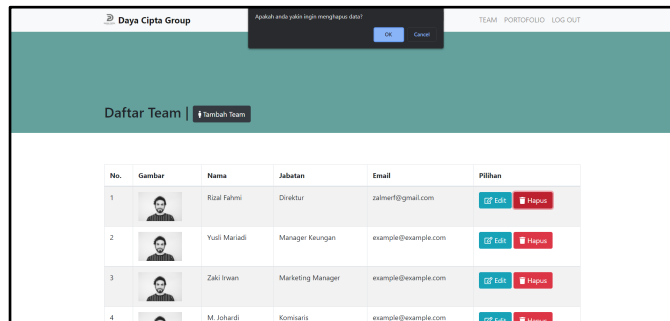 Daya Cipta Group
Apakah anda yakin ingin menghapus data?
OK Cancel
TEAM PORTOFOLIO LOG OUT
Daftar Team | Tambah Team
No. Gambar Nama Jabatan Email Pilihan
1 Rizal Fahmi Direktur zalmerf@gmail.com Edit Hapus
2 Yusli Mariadi Manager Keungan example@example.com Edit Hapus
3 Zaki Irwan Marketing Manager example@example.com Edit Hapus
4 M. Johardi Komisaris example@example.com Edit Hapus